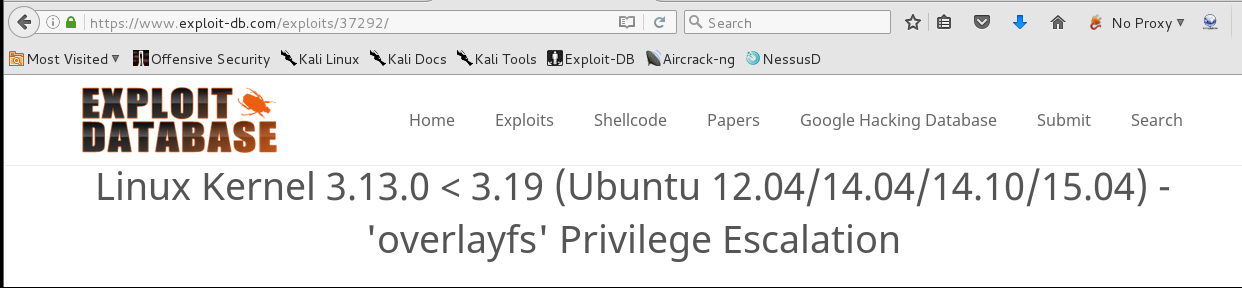 https://www.exploit-db.com/exploits/37292/
Search
No Proxy
Most Visited
Offensive Security
Kali Linux
Kali Docs
Kali Tools
Exploit-DB
Aircrack-ng
NessusD
EXPLOIT
DATABASE
Home
Exploits
Shellcode
Papers
Google Hacking Database
Submit
Search
Linux Kernel 3.13.0 < 3.19 (Ubuntu 12.04/14.04/14.10/15.04) -
'overlayfs' Privilege Escalation